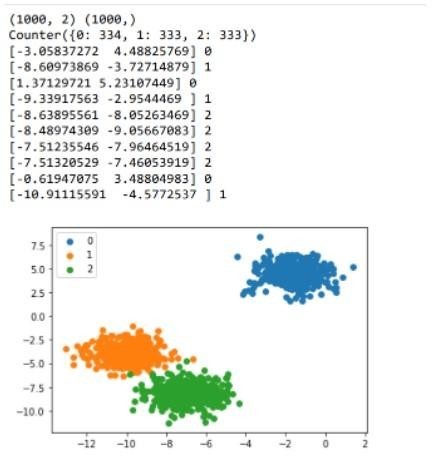 (1000, 2) (1000,)
Counter({0: 334, 1: 333, 2: 333})
[-3.05837272  4.48825769] 0
[-8.60973869 -3.72714879] 1
[1.37129721 5.23107449] 0
[-9.33917563 -2.9544469 ] 1
[-8.63895561 -8.05263469] 2
[-8.48974309 -9.05667083] 2
[-7.51235546 -7.96464519] 2
[-7.51320529 -7.46053919] 2
[-0.61947075  3.48804983] 0
[-10.91115591  -4.5772537 ] 1
0
1
2
7.5
5.0
2.5
0.0
−2.5
−5.0
−7.5
−10.0
−12 −10 −8 −6 −4 −2 0 2